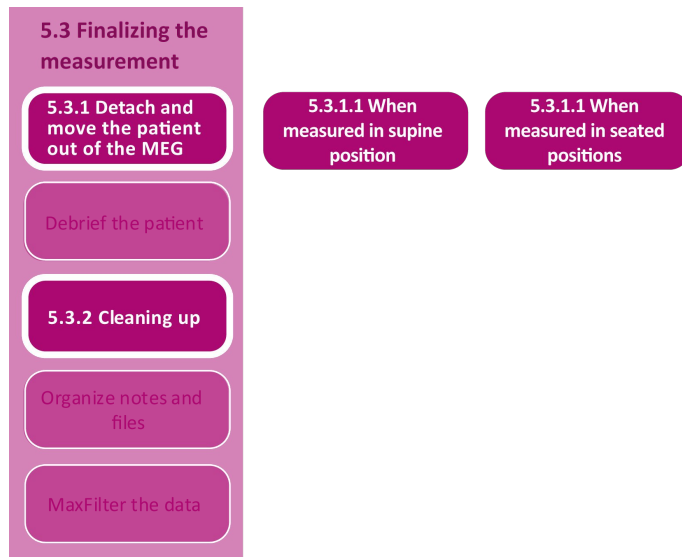 5.3 Finalizing the
measurement
5.3.1 Detach and
move the patient
out of the MEG
5.3.1.1 When
measured in supine
position
5.3.1.1 When
measured in seated
positions
Debrief the patient
5.3.2 Cleaning up
Organize notes and
files
MaxFilter the data